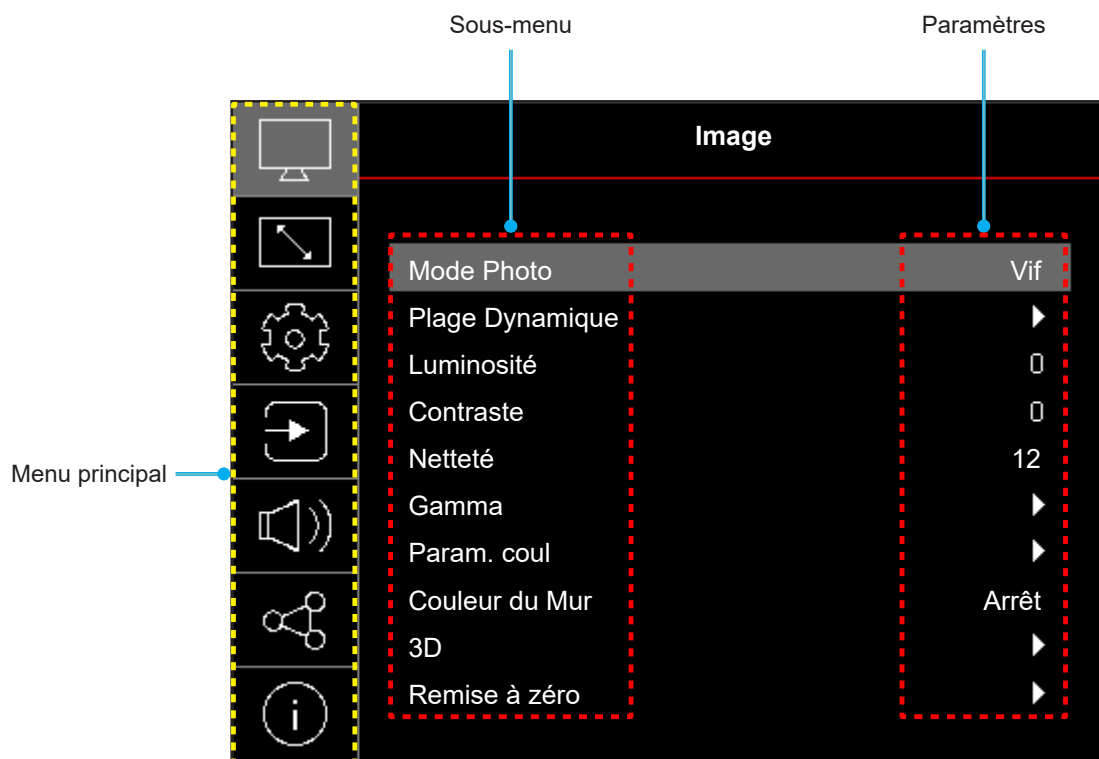 Sous-menu
Paramètres
Image
Mode Photo Vif
Plage Dynamique
Luminosité 0
Contraste 0
Netteté 12
Menu principal
Gamma
Param. coul
Couleur du Mur Arrêt
3D
Remise à zéro
i